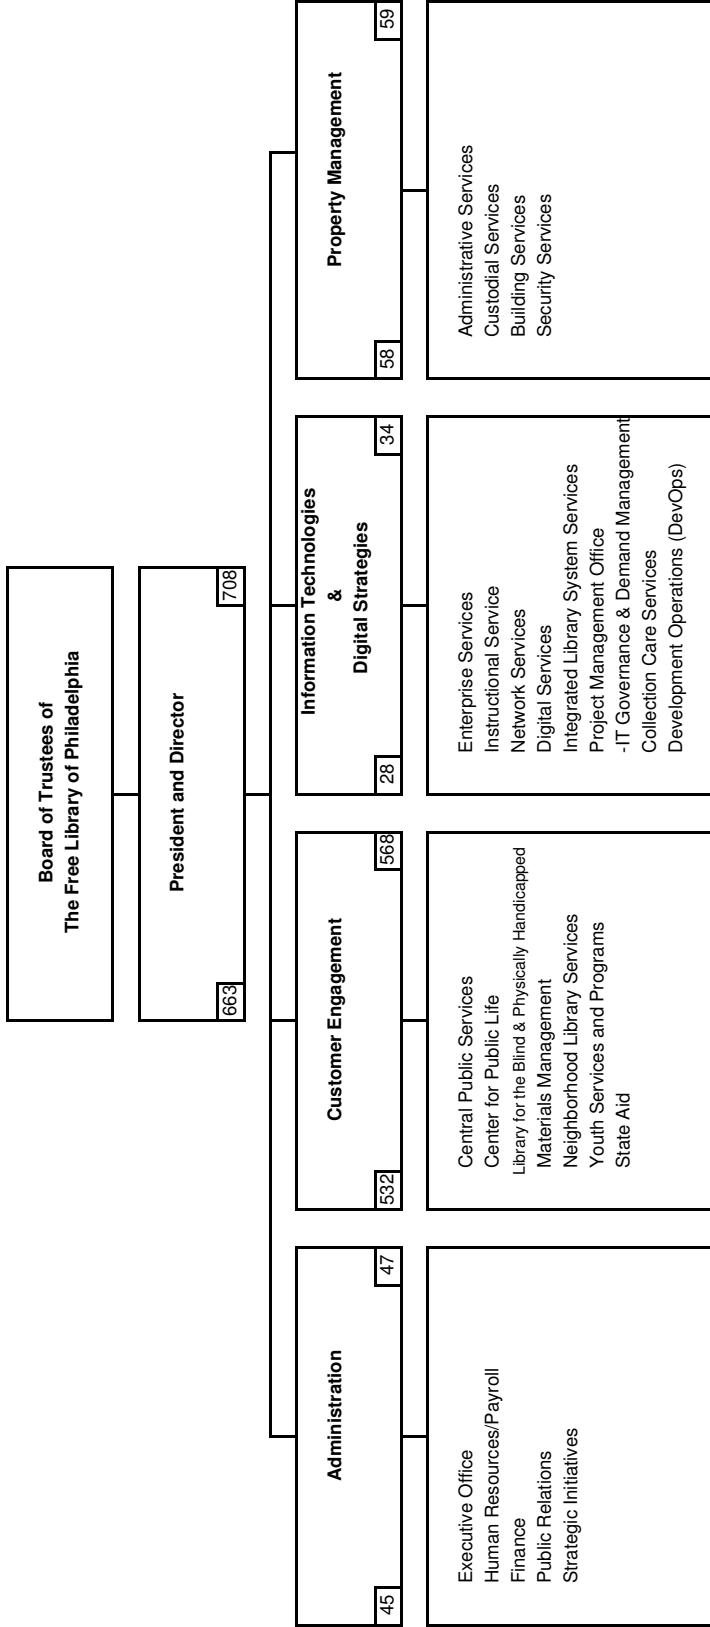 Board of Trustees of
The Free Library of Philadelphia
President and Director
663
708
Administration
45
47
Executive Office
Human Resources/Payroll
Finance
Public Relations
Strategic Initiatives
Customer Engagement
532
568
Central Public Services
Center for Public Life
Library for the Blind & Physically Handicapped
Materials Management
Neighborhood Library Services
Youth Services and Programs
State Aid
Information Technologies
&
Digital Strategies
28
34
Enterprise Services
Instructional Service
Network Services
Digital Services
Integrated Library System Services
Project Management Office
-IT Governance & Demand Management
Collection Care Services
Development Operations (DevOps)
Property Management
58
59
Administrative Services
Custodial Services
Building Services
Security Services